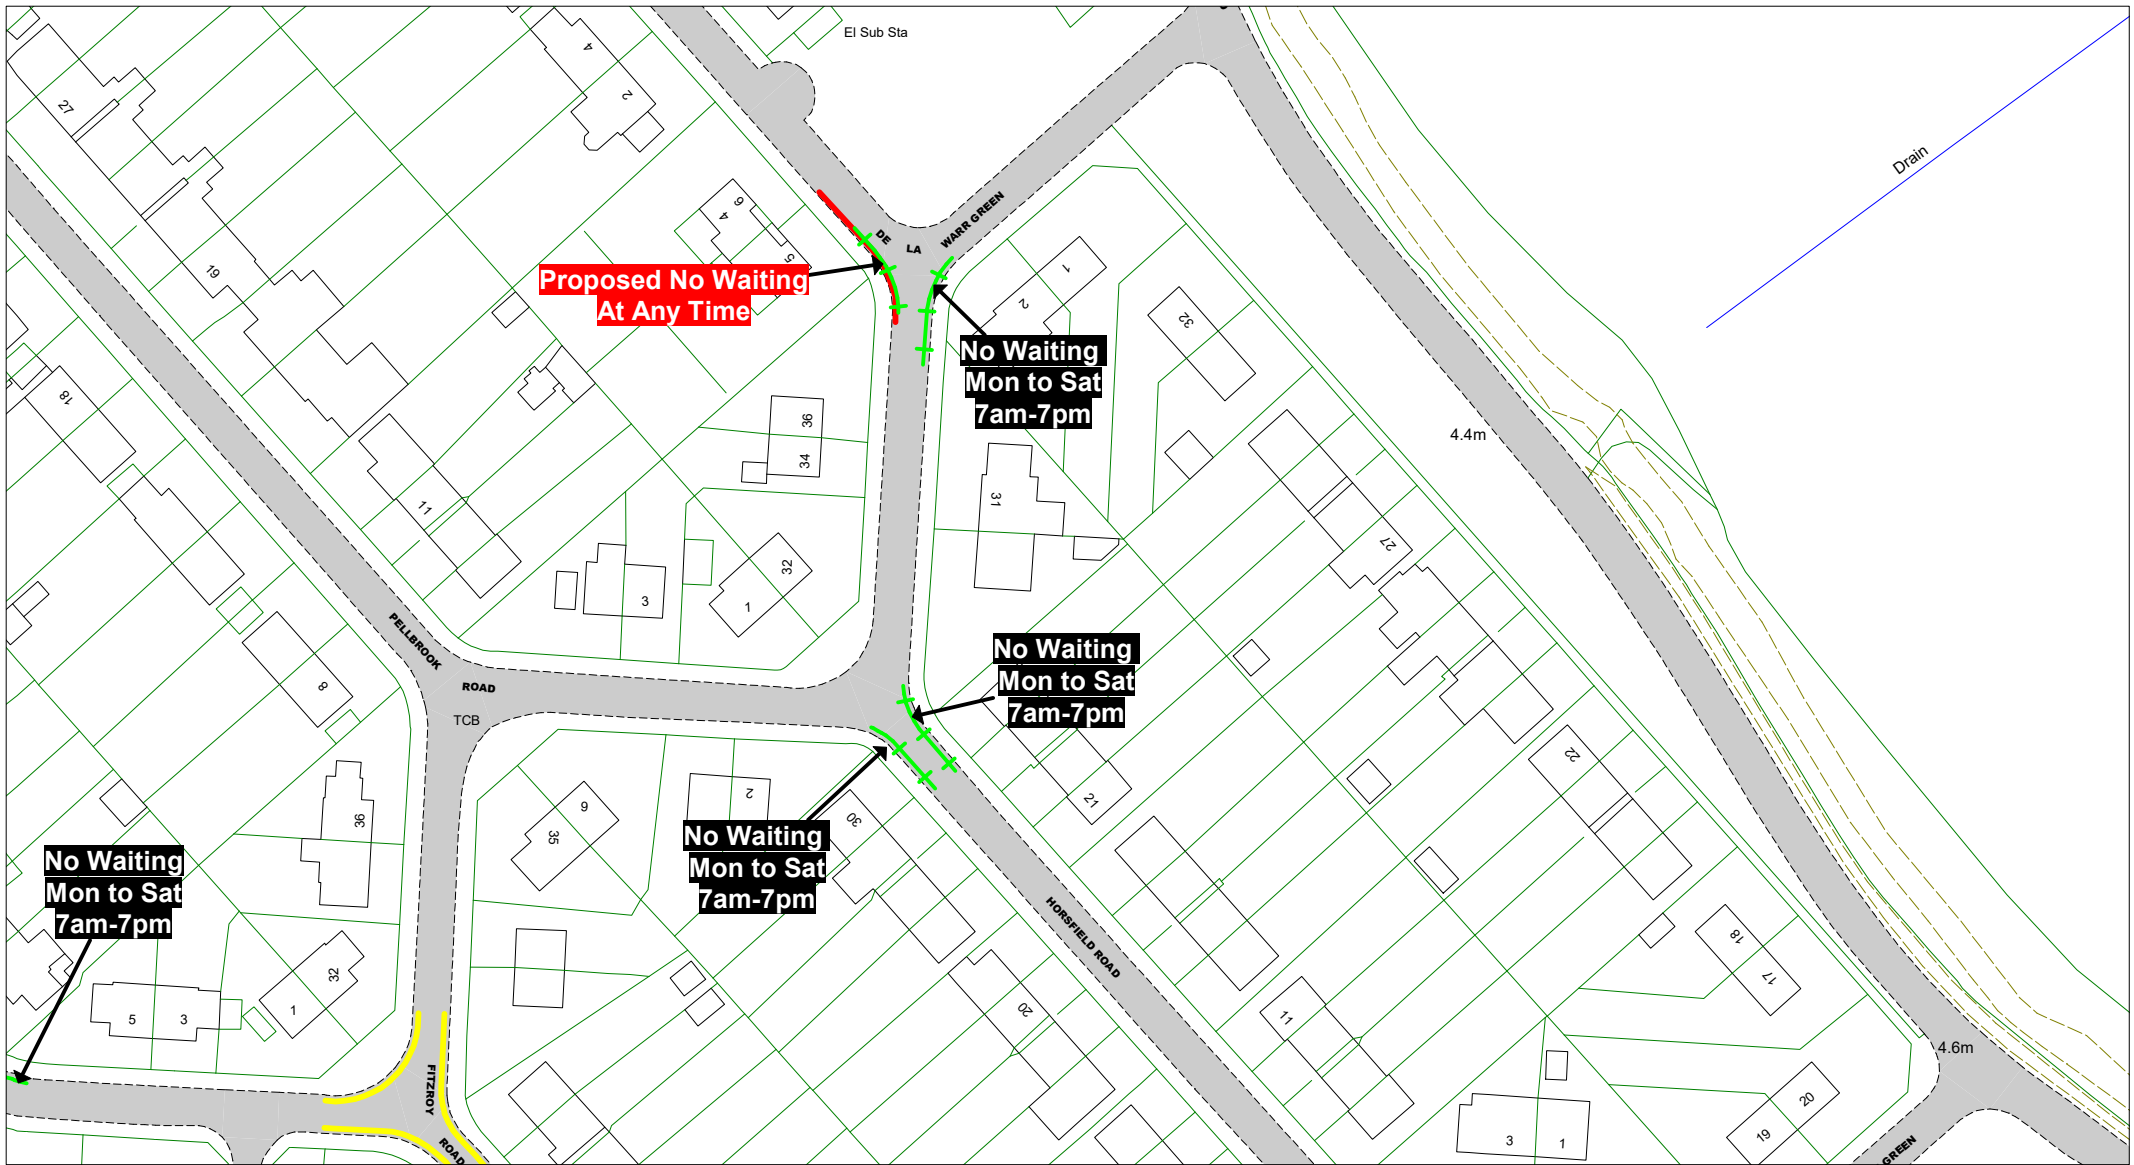 El Sub Sta
4
2
27
Drain
6
4
5
DE LA WARR GREEN
19
Proposed No Waiting
At Any Time
1
2
32
No Waiting
Mon to Sat
7am-7pm
18
36
34
4.4m
11
31
27
32
3
1
PELLBROOK ROAD
TCB
8
No Waiting
Mon to Sat
7am-7pm
22
21
2
30
6
35
36
No Waiting
Mon to Sat
7am-7pm
No Waiting
Mon to Sat
7am-7pm
HORSFIELD ROAD
18
17
32
1
5
3
20
11
4.6m
FITZROY ROAD
20
19
3
1
GREEN